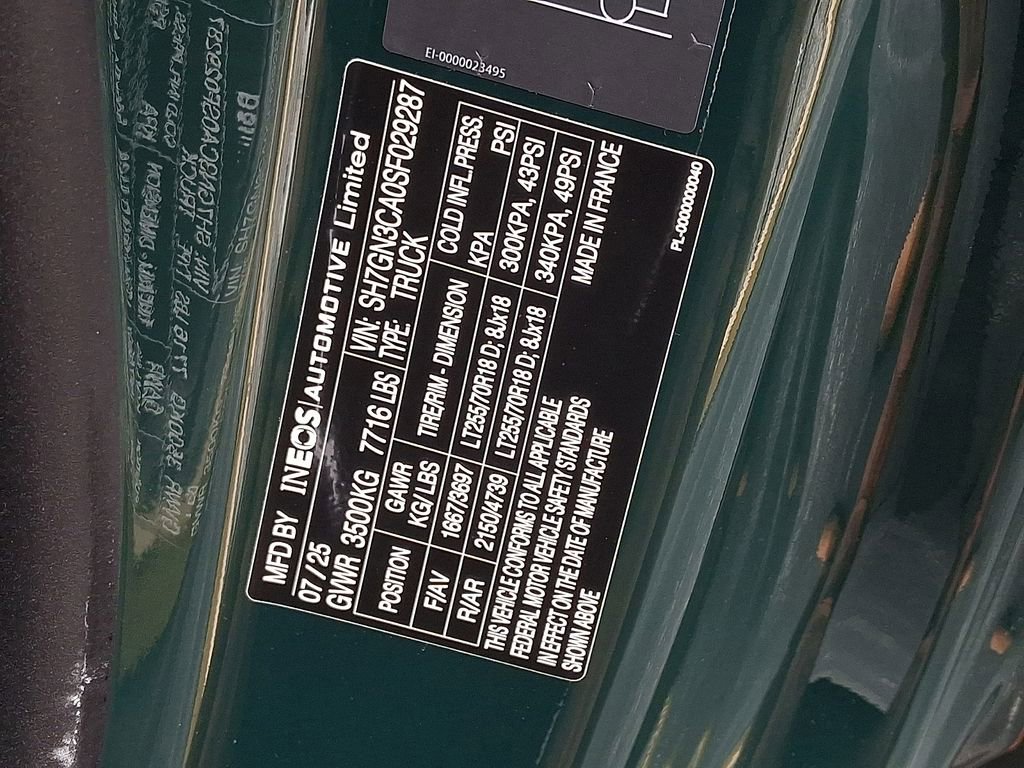 EI-0000023495
MFD BY INEOS AUTOMOTIVE Limited
07/25 VIN: SH7GN3CA0SF029287
GWWR 3500KG 7716 LBS TYPE: TRUCK
POSITION GAWR KG/LBS TIRE/RIM - DIMENSION COLD INFL.PRESS. KPA PSI
F/AV 1667/3697 LT255/70R18 D; 8Jx18 300KPA, 43PSI
R/AR 2150/4739 LT255/70R18 D; 8Jx18 340KPA, 49PSI
THIS VEHICLE CONFORMS TO ALL APPLICABLE MADE IN FRANCE
FEDERAL MOTOR VEHICLE SAFETY STANDARDS
IN EFFECT ON THE DATE OF MANUFACTURE
SHOWN ABOVE
PL-000000040